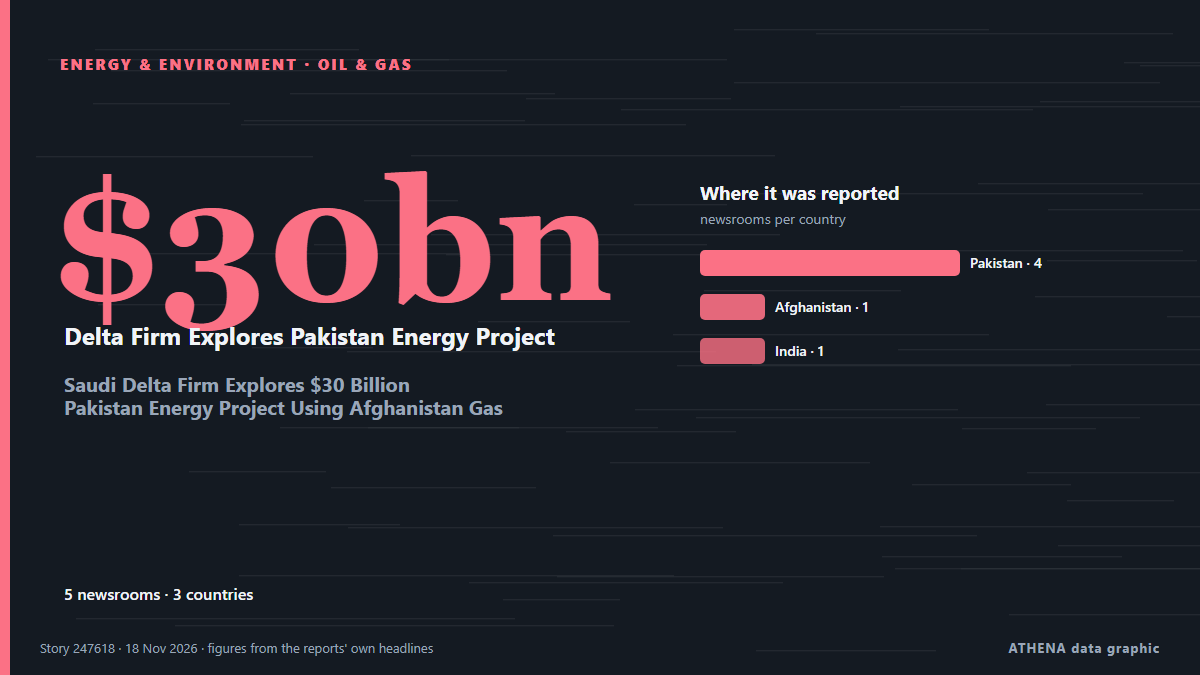 ENERGY & ENVIRONMENT · OIL & GAS
$30bn
Delta Firm Explores Pakistan Energy Project
Saudi Delta Firm Explores $30 Billion
Pakistan Energy Project Using Afghanistan Gas
Where it was reported
newsrooms per country
Pakistan · 4
Afghanistan · 1
India · 1
5 newsrooms · 3 countries
Story 247618 · 18 Nov 2026 · figures from the reports' own headlines
ATHENA data graphic